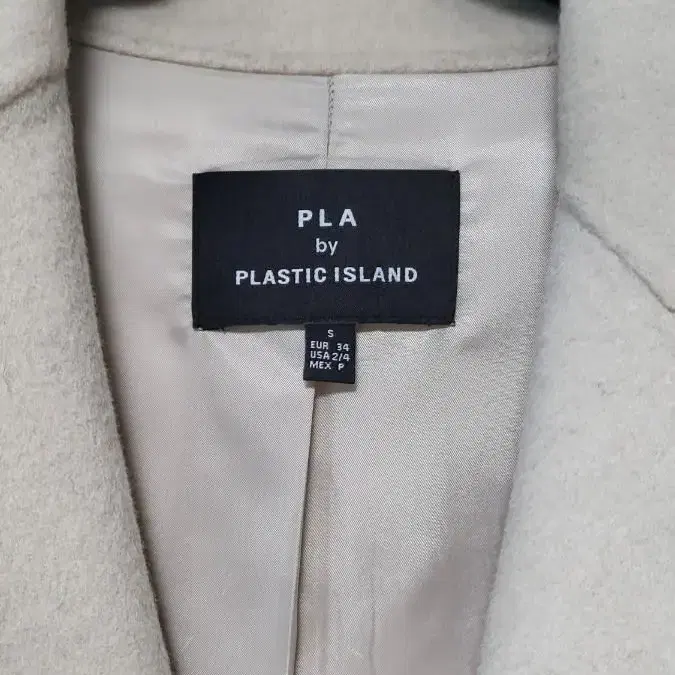 PLA
by
PLASTIC ISLAND
S
EUR 34
USA 2/4
MEX P